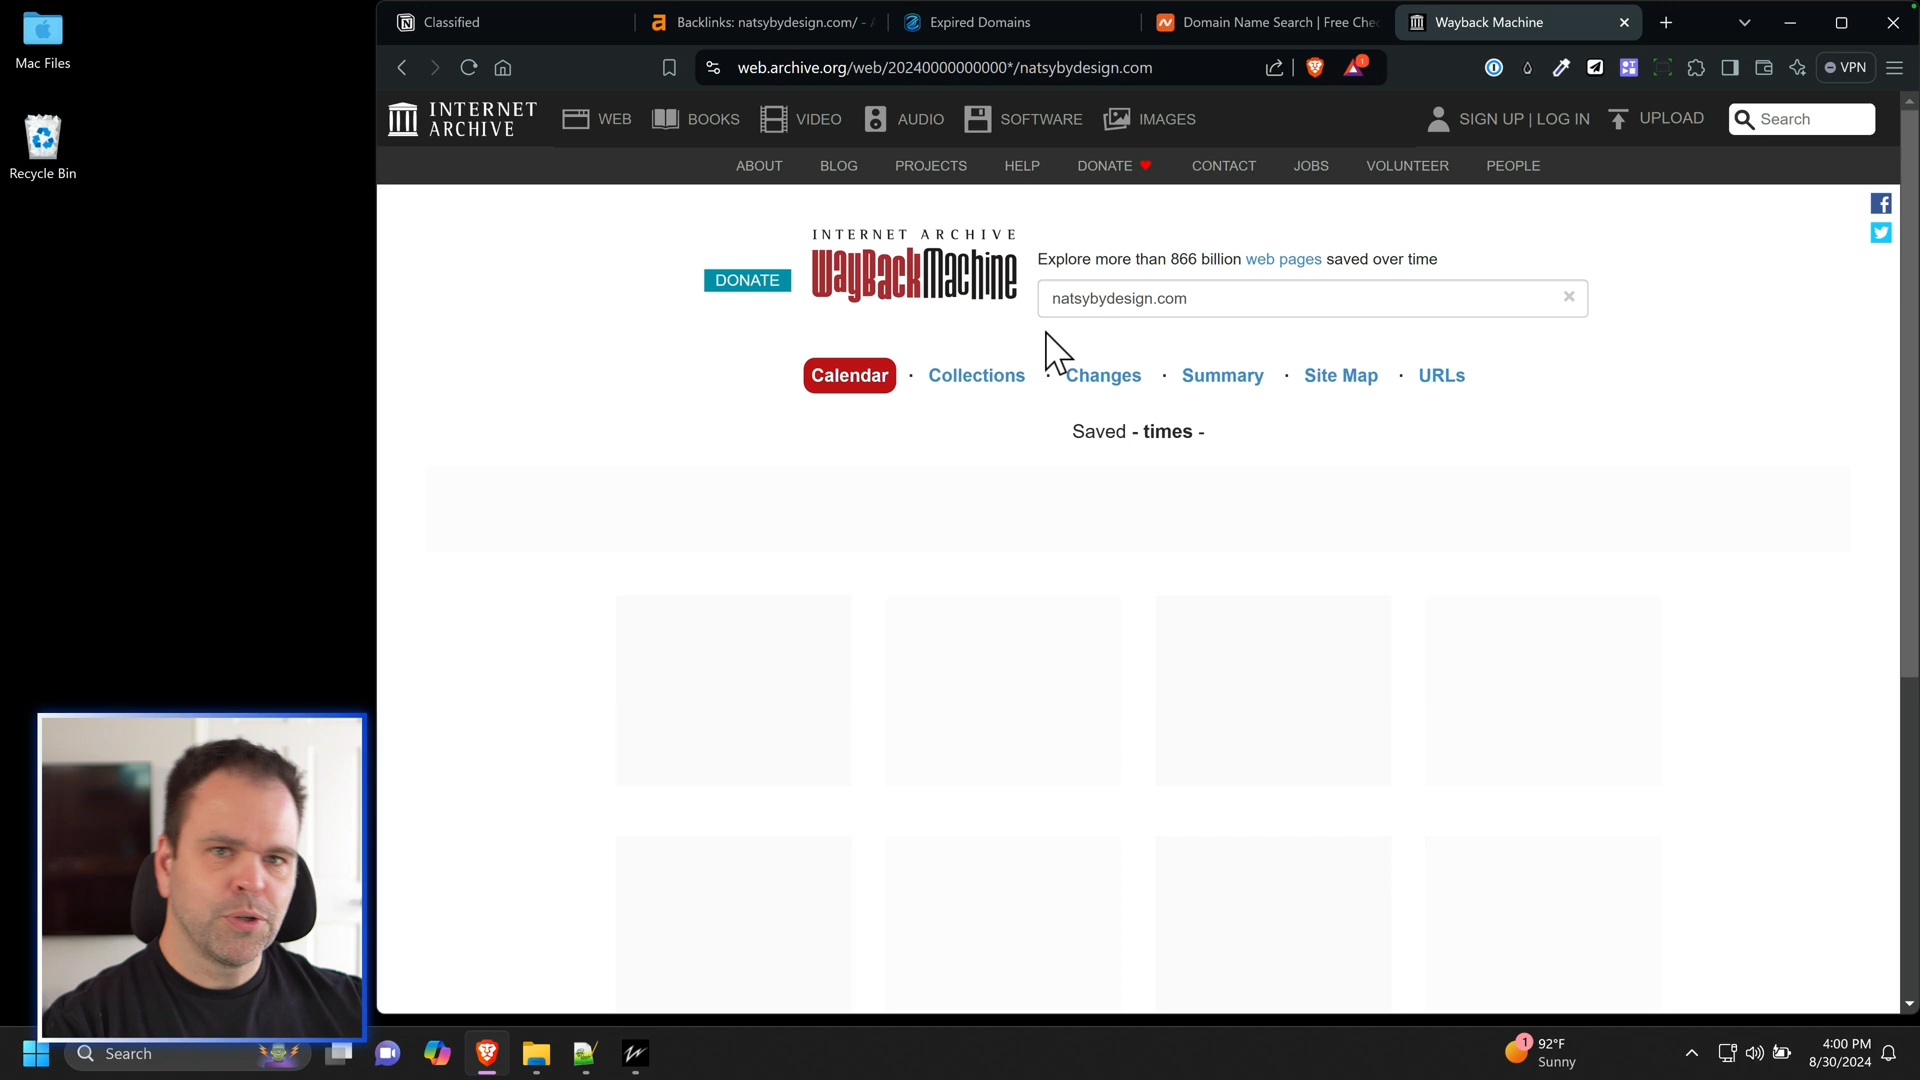 Mac Files
Recycle Bin
Classified
Backlinks: natsybydesign.com/ -
Expired Domains
Domain Name Search | Free Che
Wayback Machine
web.archive.org/web/20240000000000*/natsybydesign.com
1
VPN
INTERNET ARCHIVE
WEB BOOKS VIDEO AUDIO SOFTWARE IMAGES
SIGN UP | LOG IN UPLOAD Search
ABOUT BLOG PROJECTS HELP DONATE CONTACT JOBS VOLUNTEER PEOPLE
INTERNET ARCHIVE
WayBackMachine
DONATE
Explore more than 866 billion web pages saved over time
natsybydesign.com
Calendar · Collections · Changes · Summary · Site Map · URLs
Saved - times -
Search
1
92°F
Sunny
4:00 PM
8/30/2024